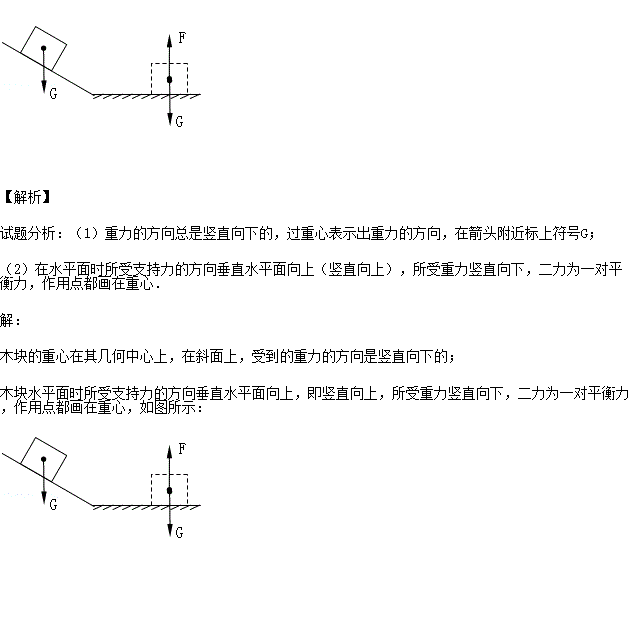 F
G
G
【解析】
试题分析：（1）重力的方向总是竖直向下的，过重心表示出重力的方向，在箭头附近标上符号G；
（2）在水平面时所受支持力的方向垂直水平面向上（竖直向上），所受重力竖直向下，二力为一对平
衡力，作用点都画在重心．
解：
木块的重心在其几何中心上，在斜面上，受到的重力的方向是竖直向下的；
木块水平面时所受支持力的方向垂直水平面向上，即竖直向上，所受重力竖直向下，二力为一对平衡力
，作用点都画在重心，如图所示：
F
G
G